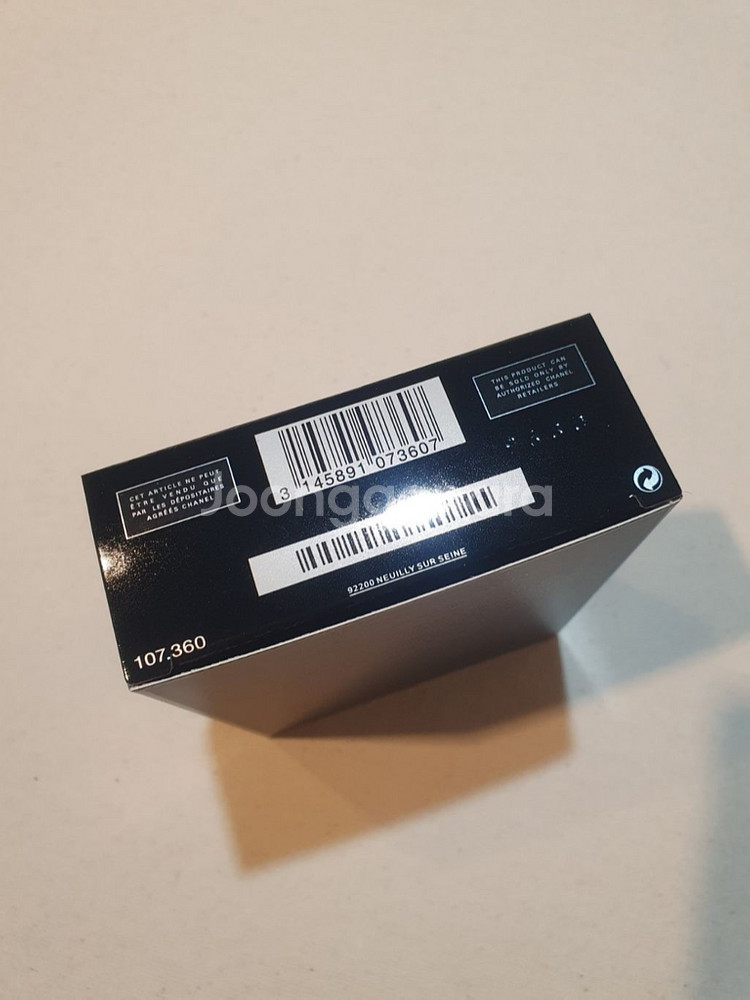 THIS PRODUCT CAN
BE SOLD ONLY BY
AUTHORIZED CHANEL
RETAILERS
3 145891 073607
CET ARTICLE NE PEUT
ÊTRE VENDU QUE
PAR LES DÉPOSITAIRES
AGRÉÉS CHANEL
Joonggonara
92200 NEUILLY SUR SEINE
107.360